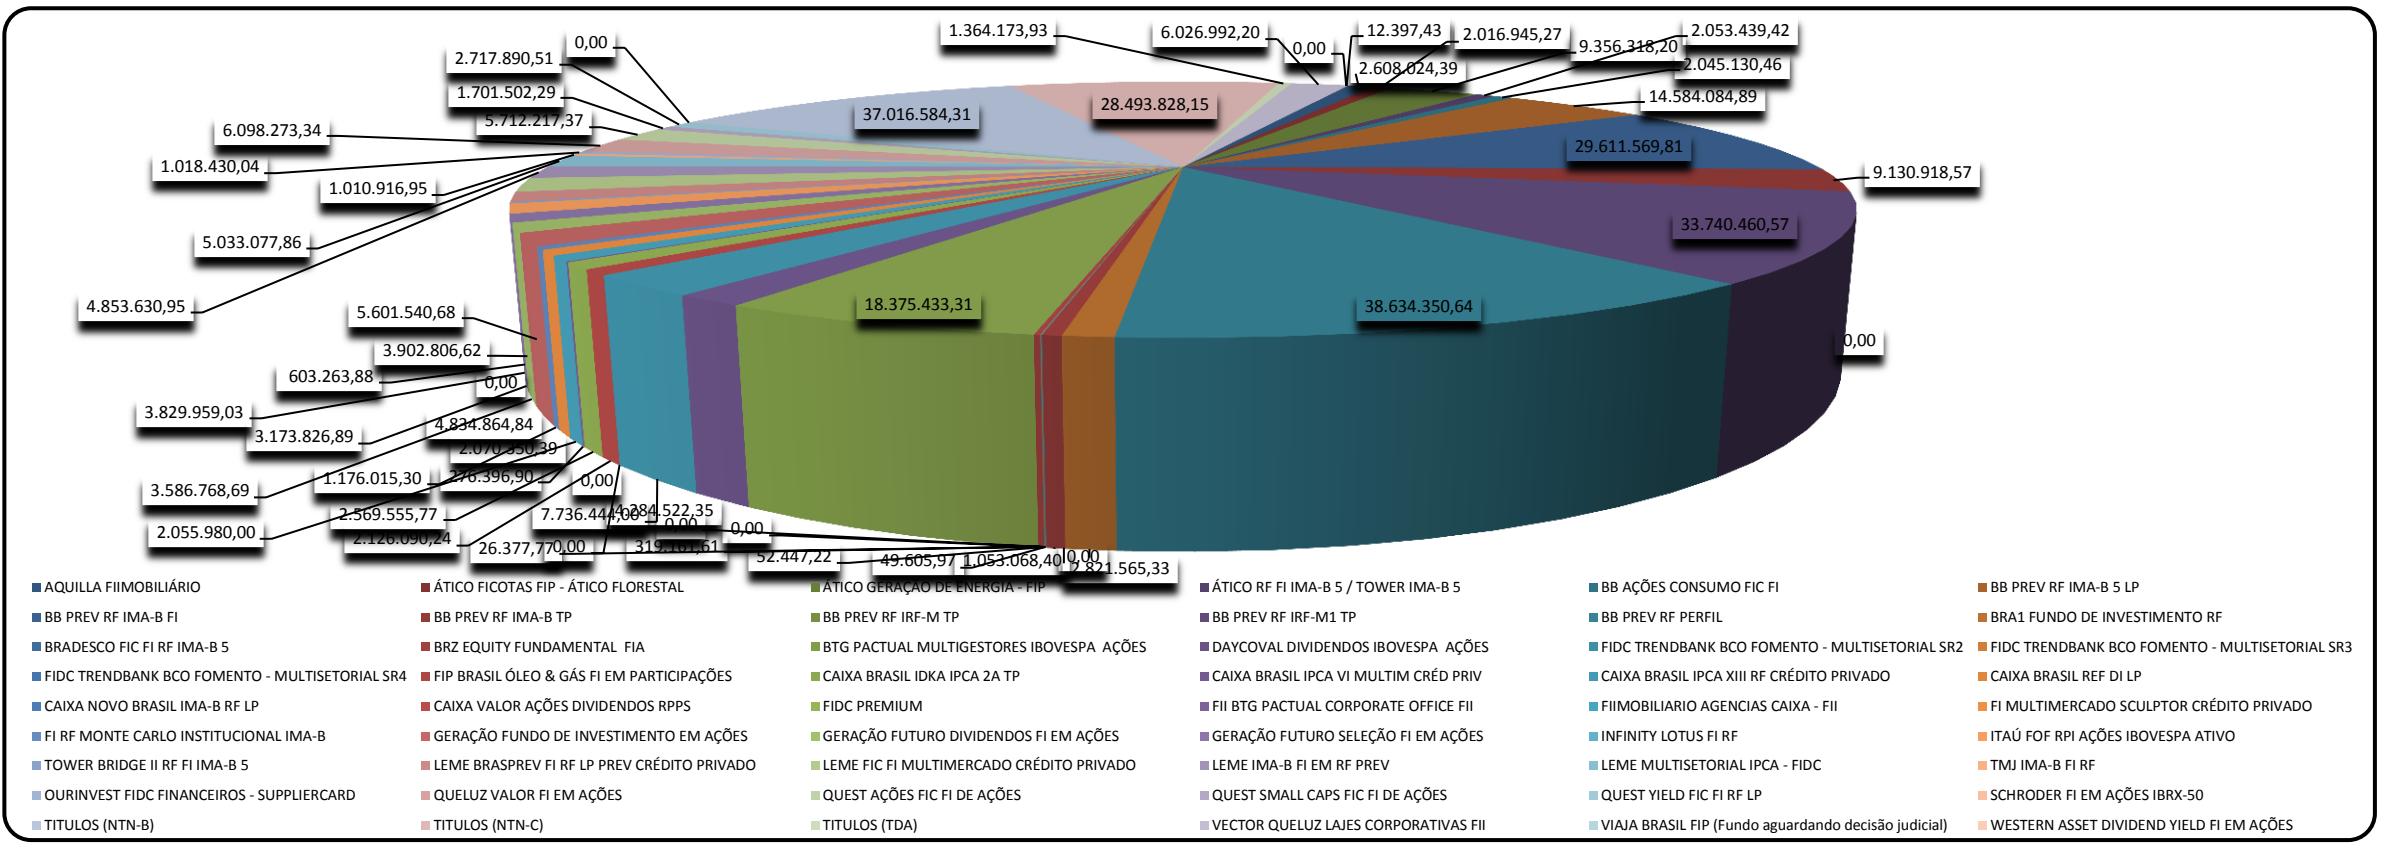 1.364.173,93
6.026.992,20
0,00
12.397,43
2.016.945,27
2.053.439,42
9.356.318,20
0,00
2.717.890,51
2.608.024,39
2.045.130,46
1.701.502,29
14.584.084,89
37.016.584,31
28.493.828,15
5.712.217,37
6.098.273,34
29.611.569,81
1.018.430,04
9.130.918,57
1.010.916,95
33.740.460,57
5.033.077,86
4.853.630,95
18.375.433,31
38.634.350,64
5.601.540,68
0,00
3.902.806,62
603.263,88
0,00
3.829.959,03
4.834.864,84
3.173.826,89
2.070.350,39
1.176.015,30
276.396,90
0,00
3.586.768,69
2.569.555,77
7.736.444,00
4.284.522,35
0,00
0,00
2.055.980,00
2.126.090,24
26.377,77
0,00
319.161,61
52.447,22
49.605,97
1.053.068,40
0,00
2.821.565,33
AQUILLA FIIMOBILIÁRIO
ÁTICO FICOTAS FIP - ÁTICO FLORESTAL
ÁTICO GERAÇÃO DE ENERGIA - FIP
ÁTICO RF FI IMA-B 5 / TOWER IMA-B 5
BB AÇÕES CONSUMO FIC FI
BB PREV RF IMA-B 5 LP
BB PREV RF IMA-B FI
BB PREV RF IMA-B TP
BB PREV RF IRF-M TP
BB PREV RF IRF-M1 TP
BB PREV RF PERFIL
BRA1 FUNDO DE INVESTIMENTO RF
BRADESCO FIC FI RF IMA-B 5
BRZ EQUITY FUNDAMENTAL  FIA
BTG PACTUAL MULTIGESTORES IBOVESPA  AÇÕES
DAYCOVAL DIVIDENDOS IBOVESPA  AÇÕES
FIDC TRENDBANK BCO FOMENTO - MULTISETORIAL SR2
FIDC TRENDBANK BCO FOMENTO - MULTISETORIAL SR3
FIDC TRENDBANK BCO FOMENTO - MULTISETORIAL SR4
FIP BRASIL ÓLEO & GÁS FI EM PARTICIPAÇÕES
CAIXA BRASIL IDKA IPCA 2A TP
CAIXA BRASIL IPCA VI MULTIM CRÉD PRIV
CAIXA BRASIL IPCA XIII RF CRÉDITO PRIVADO
CAIXA BRASIL REF DI LP
CAIXA NOVO BRASIL IMA-B RF LP
CAIXA VALOR AÇÕES DIVIDENDOS RPPS
FIDC PREMIUM
FII BTG PACTUAL CORPORATE OFFICE FII
FIIMOBILIARIO AGENCIAS CAIXA - FII
FI MULTIMERCADO SCULPTOR CRÉDITO PRIVADO
FI RF MONTE CARLO INSTITUCIONAL IMA-B
GERAÇÃO FUNDO DE INVESTIMENTO EM AÇÕES
GERAÇÃO FUTURO DIVIDENDOS FI EM AÇÕES
GERAÇÃO FUTURO SELEÇÃO FI EM AÇÕES
INFINITY LOTUS FI RF
ITAÚ FOF RPI AÇÕES IBOVESPA ATIVO
TOWER BRIDGE II RF FI IMA-B 5
LEME BRASPREV FI RF LP PREV CRÉDITO PRIVADO
LEME FIC FI MULTIMERCADO CRÉDITO PRIVADO
LEME IMA-B FI EM RF PREV
LEME MULTISETORIAL IPCA - FIDC
TMJ IMA-B FI RF
OURINVEST FIDC FINANCEIROS - SUPPLIERCARD
QUELUZ VALOR FI EM AÇÕES
QUEST AÇÕES FIC FI DE AÇÕES
QUEST SMALL CAPS FIC FI DE AÇÕES
QUEST YIELD FIC FI RF LP
SCHRODER FI EM AÇÕES IBRX-50
TITULOS (NTN-B)
TITULOS (NTN-C)
TITULOS (TDA)
VECTOR QUELUZ LAJES CORPORATIVAS FII
VIAJA BRASIL FIP (Fundo aguardando decisão judicial)
WESTERN ASSET DIVIDEND YIELD FI EM AÇÕES